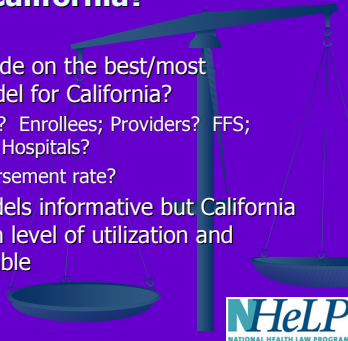 California?
de on the best/most
del for California?
? Enrollees; Providers? FFS;
Hospitals?
rsement rate?
dels informative but California
level of utilization and
ble
NHeLP
NATIONAL HEALTH LAW PROGRAM